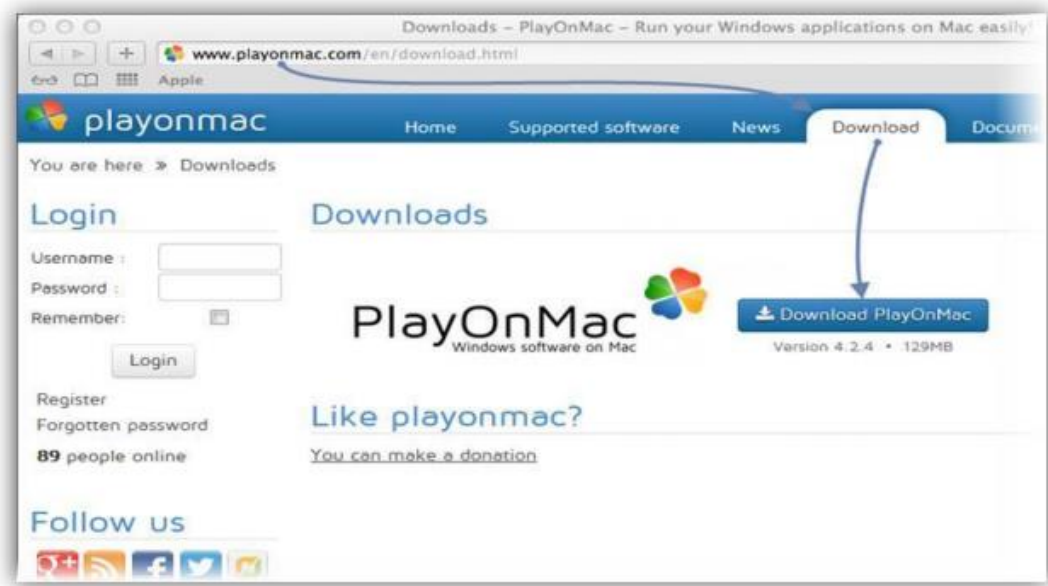 Downloads – PlayOnMac – Run your Windows applications on Mac easily!
www.playonmac.com/en/download.html
Apple
playonmac
Home Supported software News Download
You are here » Downloads
Login
Username :
Password :
Remember:
Login
Register
Forgotten password
89 people online
Follow us
Downloads
PlayOnMac
Windows software on Mac
Download PlayOnMac
Version 4.2.4 • 129MB
Like playonmac?
You can make a donation